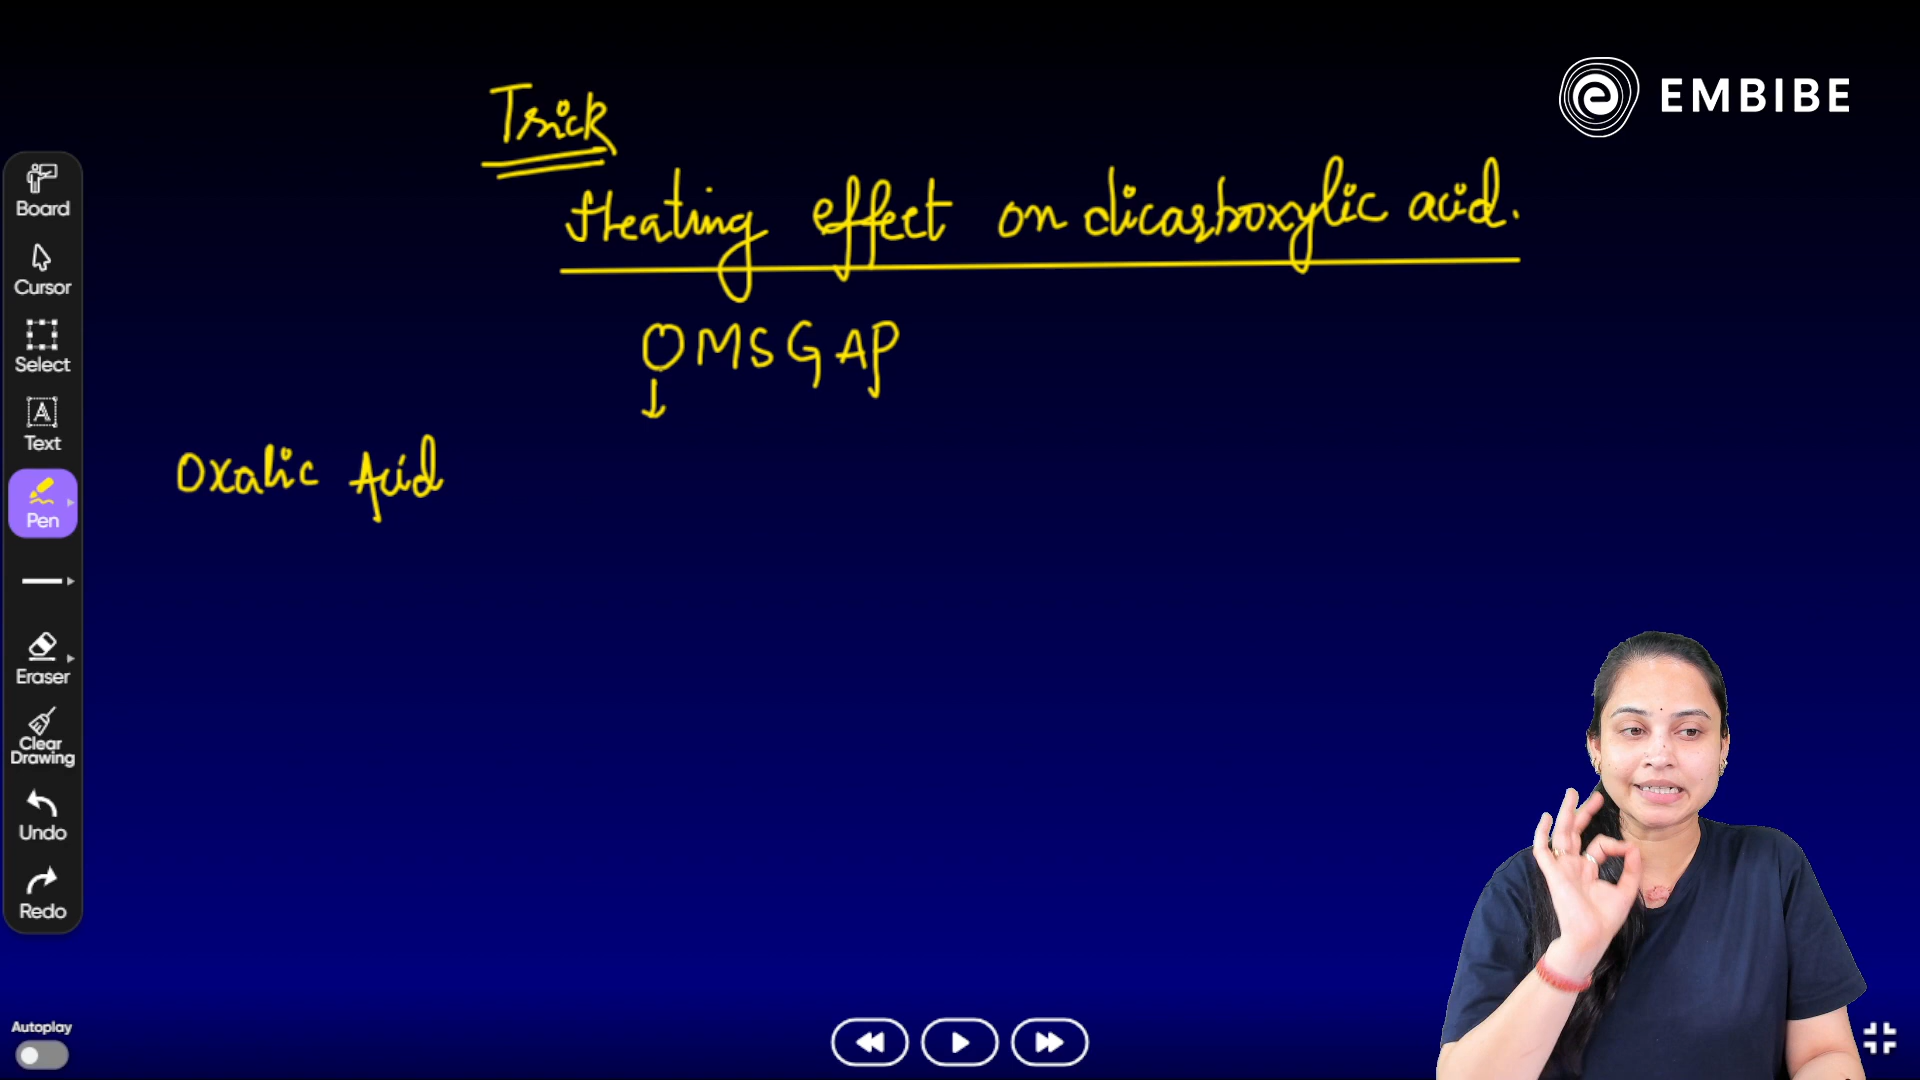 EMBIBE
Trick
Heating effect on dicarboxylic acid.
OMSGAP
Oxalic Acid
Board
Cursor
Select
Text
Pen
Eraser
Clear
Drawing
Undo
Redo
Autoplay